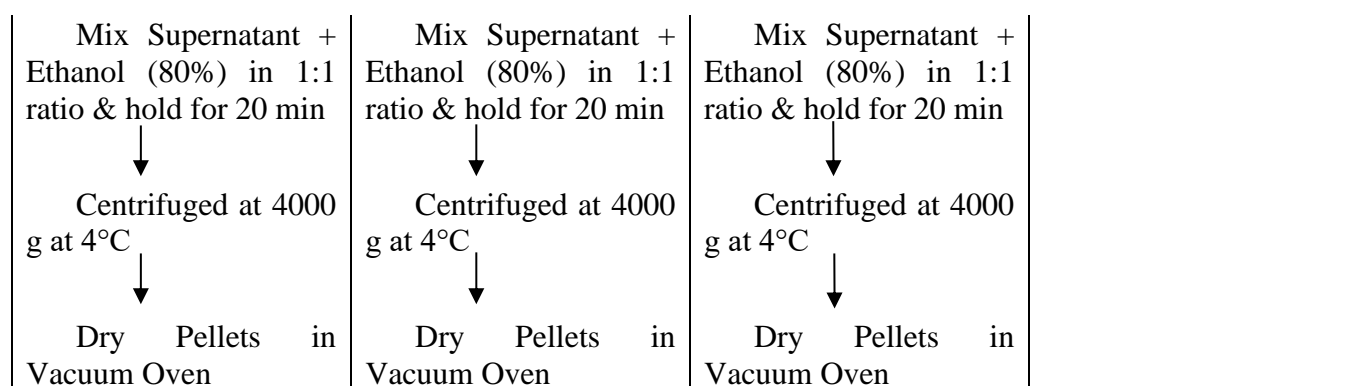 Mix Supernatant +
Ethanol (80%) in 1:1
ratio & hold for 20 min
Centrifuged at 4000
g at 4°C
Dry Pellets in
Vacuum Oven
Mix Supernatant +
Ethanol (80%) in 1:1
ratio & hold for 20 min
Centrifuged at 4000
g at 4°C
Dry Pellets in
Vacuum Oven
Mix Supernatant +
Ethanol (80%) in 1:1
ratio & hold for 20 min
Centrifuged at 4000
g at 4°C
Dry Pellets in
Vacuum Oven